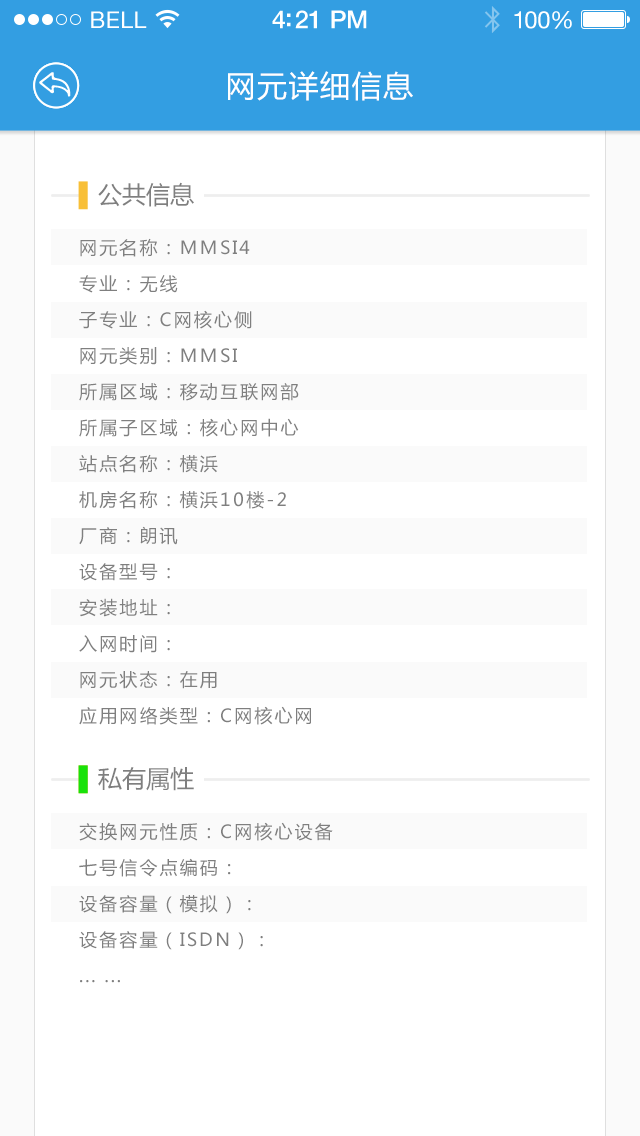 BELL 4:21 PM 100%
网元详细信息
公共信息
网元名称：MMSI4
专业：无线
子专业：C网核心侧
网元类别：MMSI
所属区域：移动互联网部
所属子区域：核心网中心
站点名称：横浜
机房名称：横浜10楼-2
厂商：朗讯
设备型号：
安装地址：
入网时间：
网元状态：在用
应用网络类型：C网核心网
私有属性
交换网元性质：C网核心设备
七号信令点编码：
设备容量（模拟）：
设备容量（ISDN）：
... ...